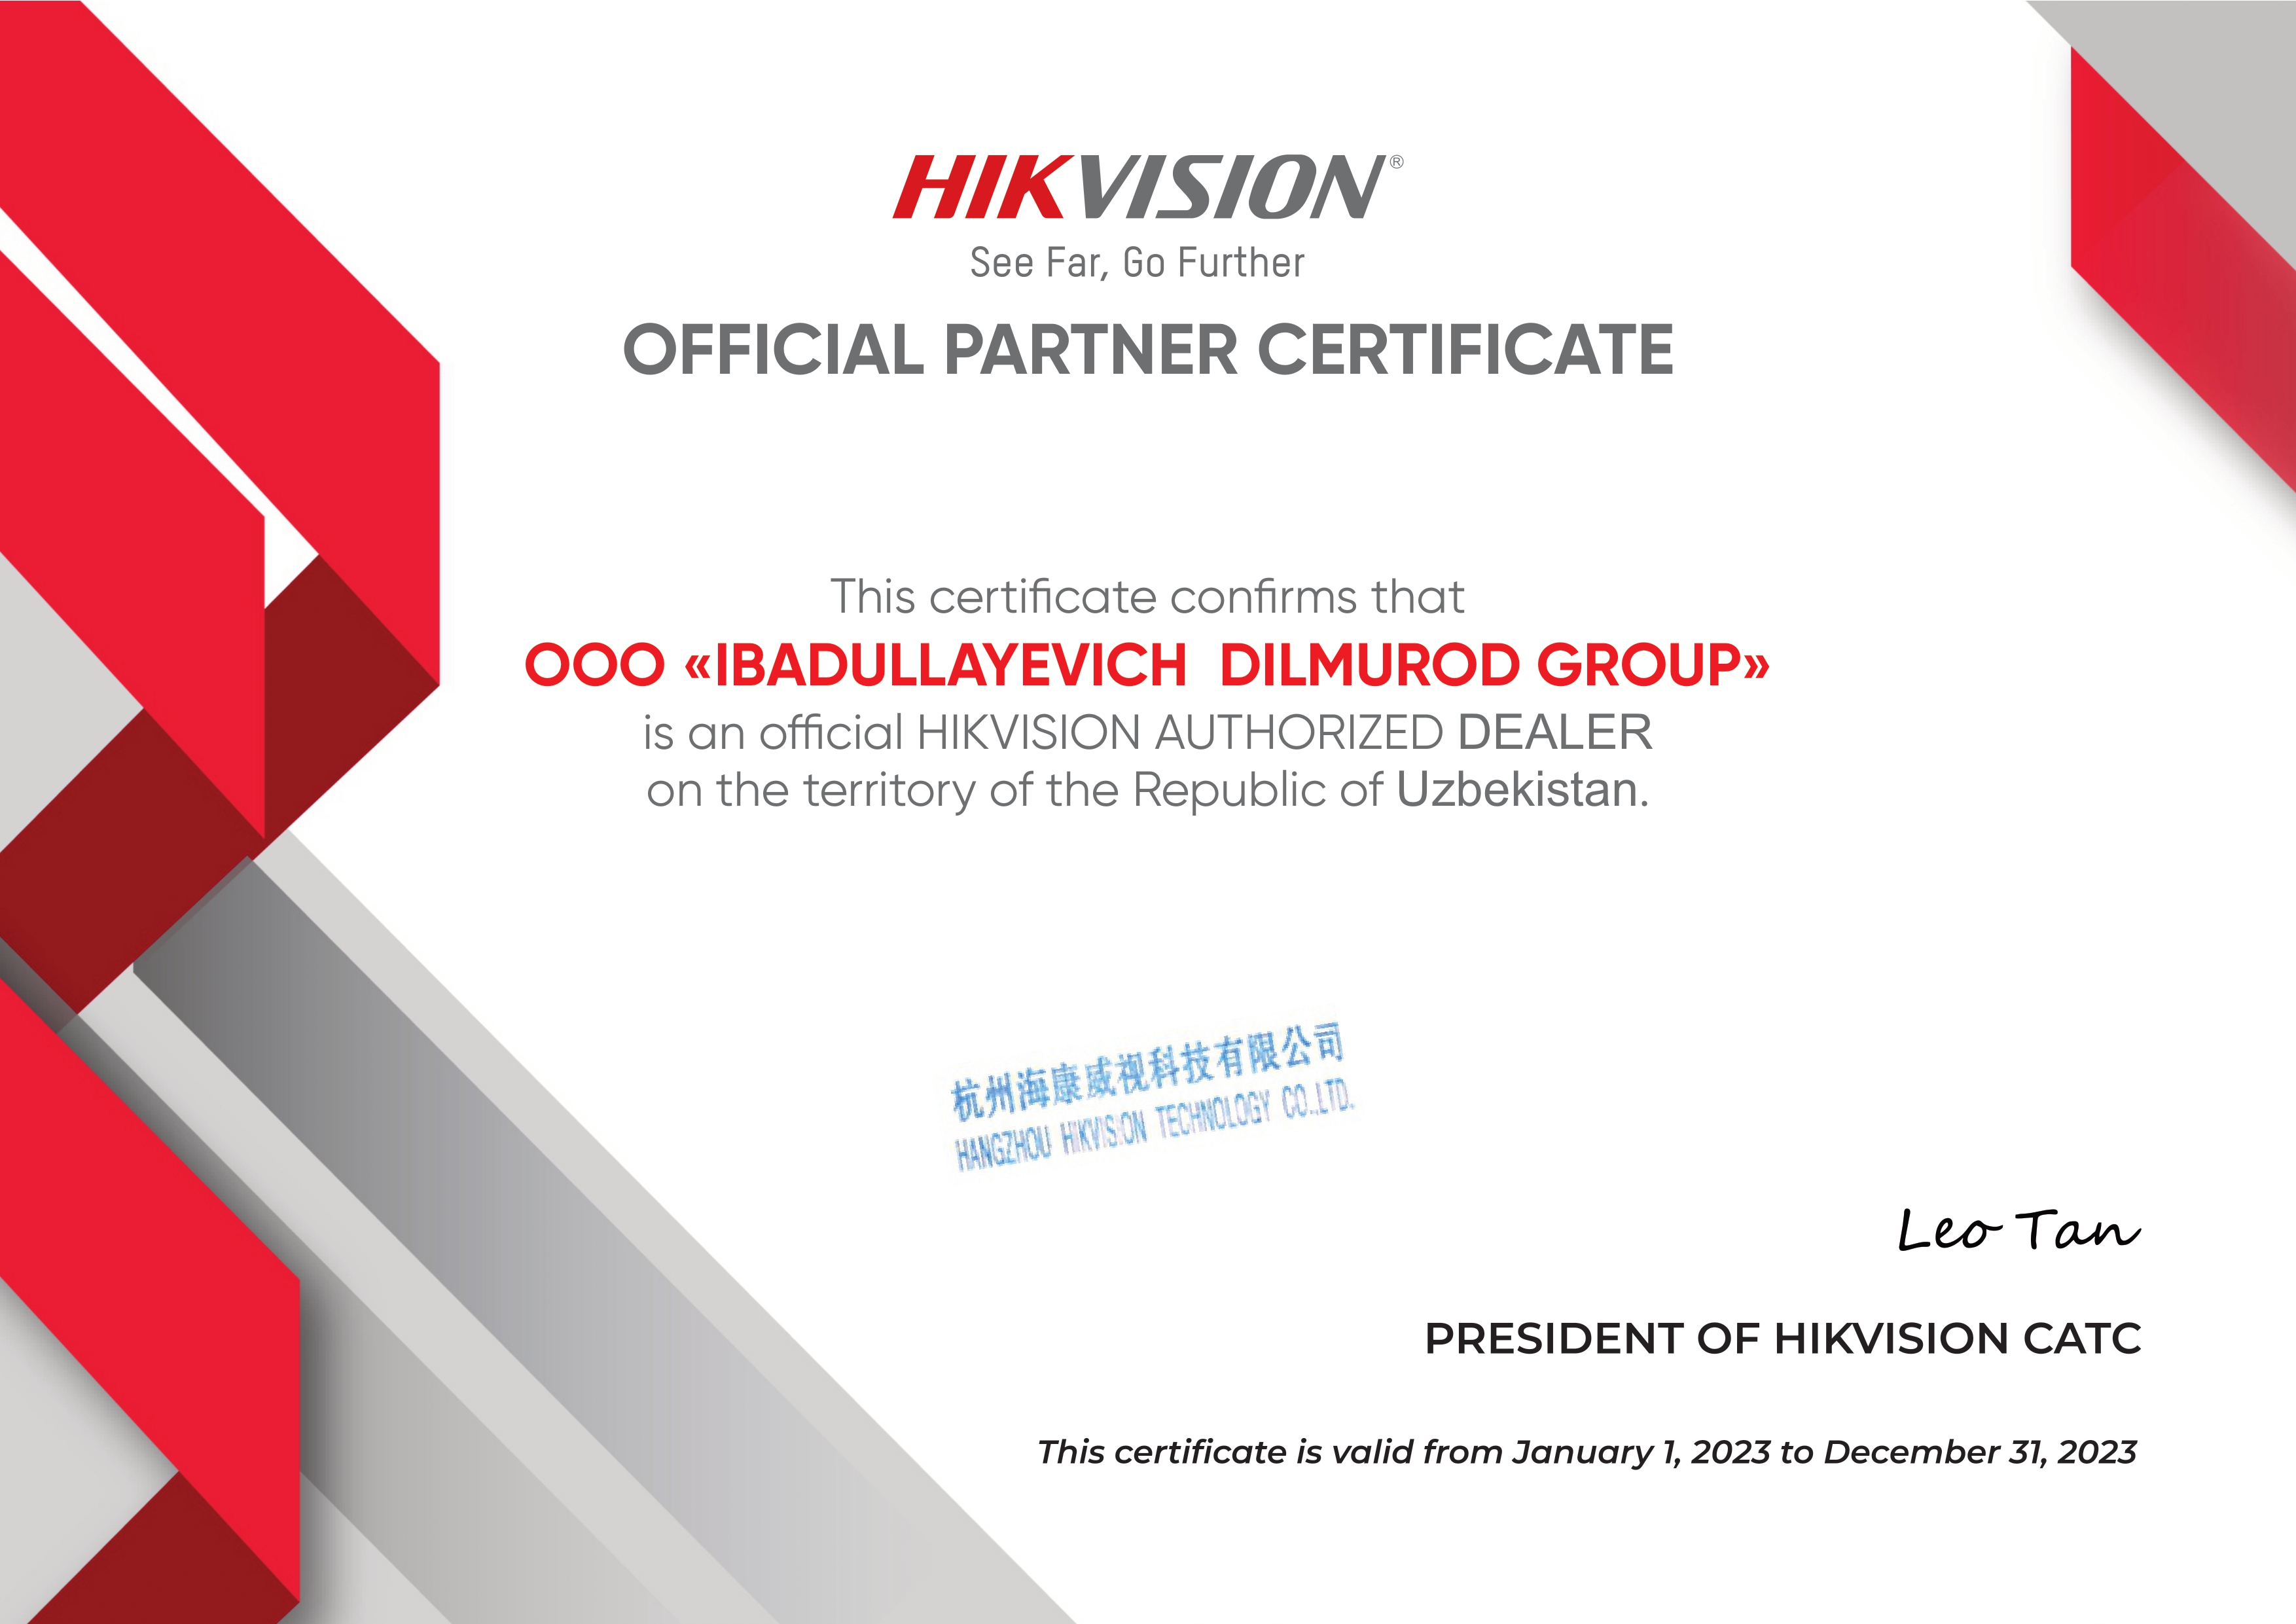 HIKVISION®
See Far, Go Further
OFFICIAL PARTNER CERTIFICATE
This certificate confirms that
OOO «IBADULLAYEVICH DILMUROD GROUP»
is an official HIKVISION AUTHORIZED DEALER
on the territory of the Republic of Uzbekistan.
杭州海康威视科技有限公司
HANGZHOU HIKVISION TECHNOLOGY CO.,LTD.
Leo Tan
PRESIDENT OF HIKVISION CATC
This certificate is valid from January 1, 2023 to December 31, 2023